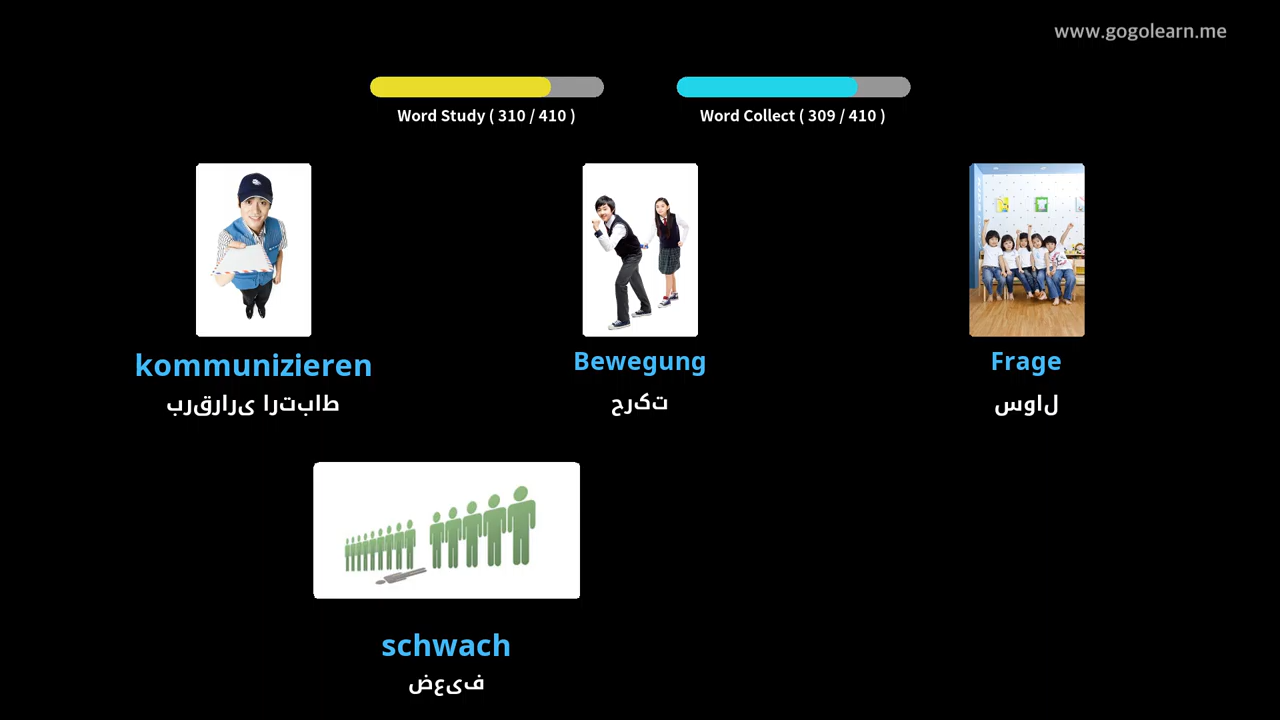 www.gogolearn.me
Word Study ( 310 / 410 )
Word Collect ( 309 / 410 )
kommunizieren
طابترا یرارقرب
Bewegung
تکرح
Frage
لاوس
schwach
فیعض